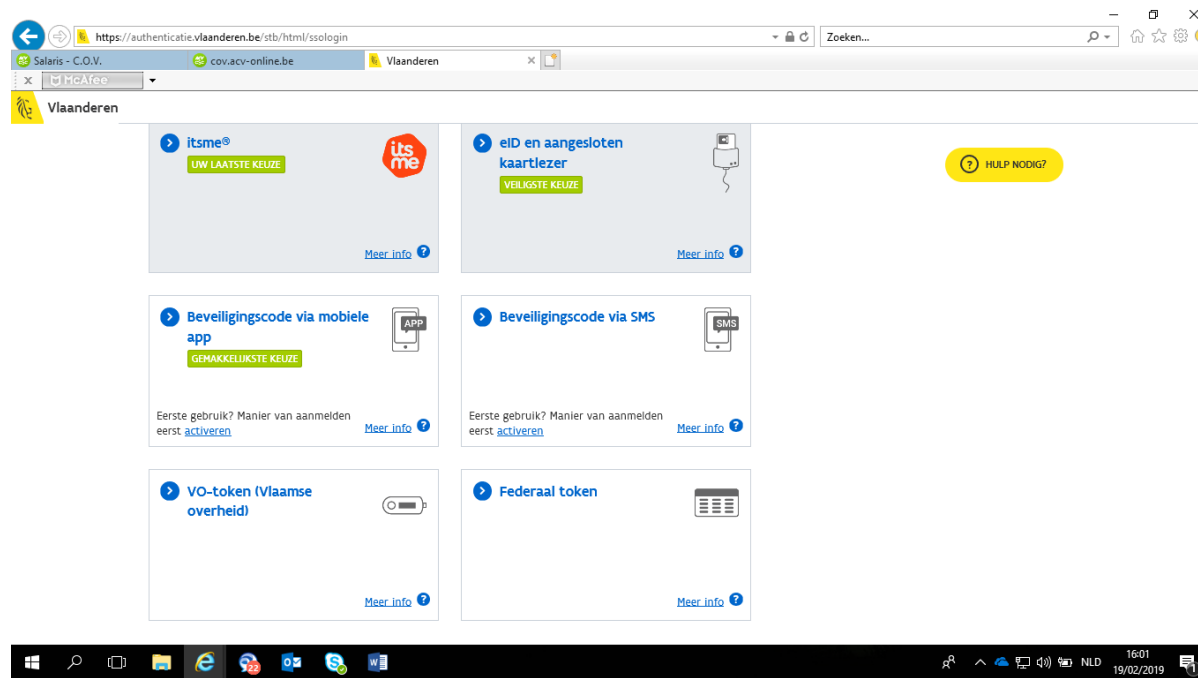 https://authenticatie.vlaanderen.be/stb/html/ssologin
Zoeken...
Salaris - C.O.V.
cov.acv-online.be
Vlaanderen
x McAfee
Vlaanderen
itsme®
UW LAATSTE KEUZE
its
me
Meer info ?
eID en aangesloten
kaartlezer
VEILIGSTE KEUZE
Meer info ?
? HULP NODIG?
Beveiligingscode via mobiele
app
GEMAKKELIJKSTE KEUZE
APP
Eerste gebruik? Manier van aanmelden
eerst activeren
Meer info ?
Beveiligingscode via SMS
SMS
Eerste gebruik? Manier van aanmelden
eerst activeren
Meer info ?
VO-token (Vlaamse
overheid)
Meer info ?
Federaal token
Meer info ?
22
NLD
16:01
19/02/2019
1